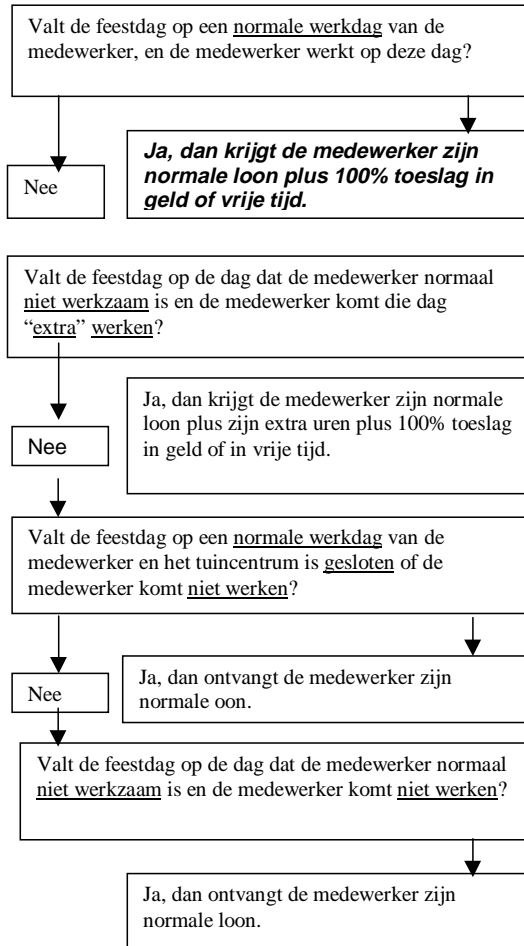 Valt de feestdag op een normale werkdag van de
medewerker, en de medewerker werkt op deze dag?
Ja, dan krijgt de medewerker zijn
normale loon plus 100% toeslag in
geld of vrije tijd.
Nee
Valt de feestdag op de dag dat de medewerker normaal
niet werkzaam is en de medewerker komt die dag
“extra” werken?
Ja, dan krijgt de medewerker zijn normale
loon plus zijn extra uren plus 100% toeslag
in geld of in vrije tijd.
Nee
Valt de feestdag op een normale werkdag van de
medewerker en het tuincentrum is gesloten of de
medewerker komt niet werken?
Ja, dan ontvangt de medewerker zijn
normale oon.
Nee
Valt de feestdag op de dag dat de medewerker normaal
niet werkzaam is en de medewerker komt niet werken?
Ja, dan ontvangt de medewerker zijn
normale loon.